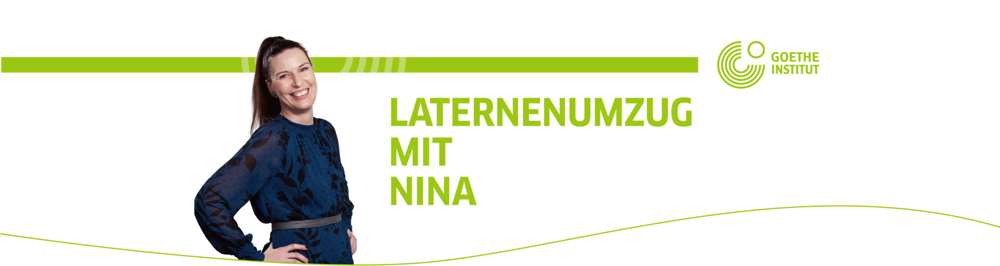 GOETHE
INSTITUT
LATERNENUMZUG
MIT
NINA